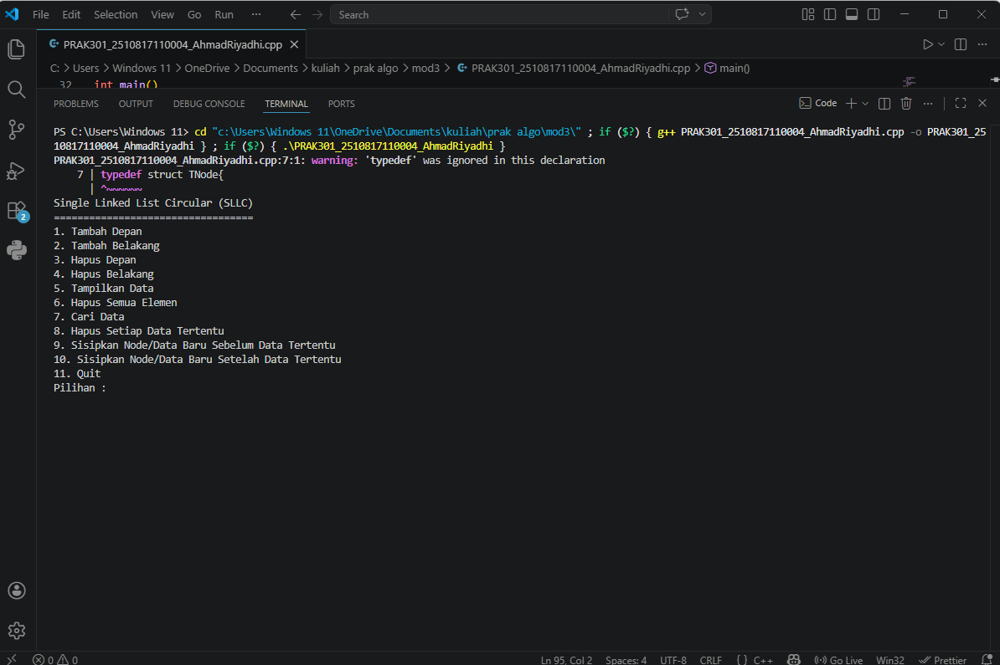 File Edit Selection View Go Run ··· Search
PRAK301_2510817110004_AhmadRiyadhi.cpp
C: > Users > Windows 11 > OneDrive > Documents > kuliah > prak algo > mod3 > PRAK301_2510817110004_AhmadRiyadhi.cpp > main()
32 int main()
PROBLEMS OUTPUT DEBUG CONSOLE TERMINAL PORTS Code
PS C:\Users\Windows 11> cd "c:\Users\Windows 11\OneDrive\Documents\kuliah\prak algo\mod3\" ; if ($?) { g++ PRAK301_2510817110004_AhmadRiyadhi.cpp -o PRAK301_25
10817110004_AhmadRiyadhi } ; if ($?) { .\PRAK301_2510817110004_AhmadRiyadhi }
PRAK301_2510817110004_AhmadRiyadhi.cpp:7:1: warning: 'typedef' was ignored in this declaration
7 | typedef struct TNode{
| ^~~~~~~
Single Linked List Circular (SLLC)
==================================
1. Tambah Depan
2. Tambah Belakang
3. Hapus Depan
4. Hapus Belakang
5. Tampilkan Data
6. Hapus Semua Elemen
7. Cari Data
8. Hapus Setiap Data Tertentu
9. Sisipkan Node/Data Baru Sebelum Data Tertentu
10. Sisipkan Node/Data Baru Setelah Data Tertentu
11. Quit
Pilihan :
2
0 0 Ln 95, Col 2 Spaces: 4 UTF-8 CRLF { } C++ Go Live Win32 Prettier